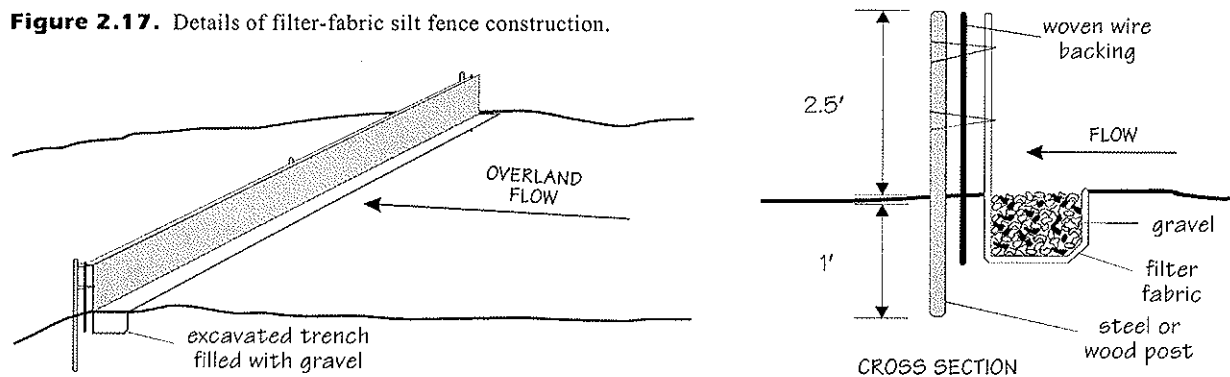 Figure 2.17. Details of filter-fabric silt fence construction.
OVERLAND
FLOW
excavated trench
filled with gravel
woven wire
backing
2.5'
FLOW
1'
gravel
filter
fabric
steel or
wood post
CROSS SECTION